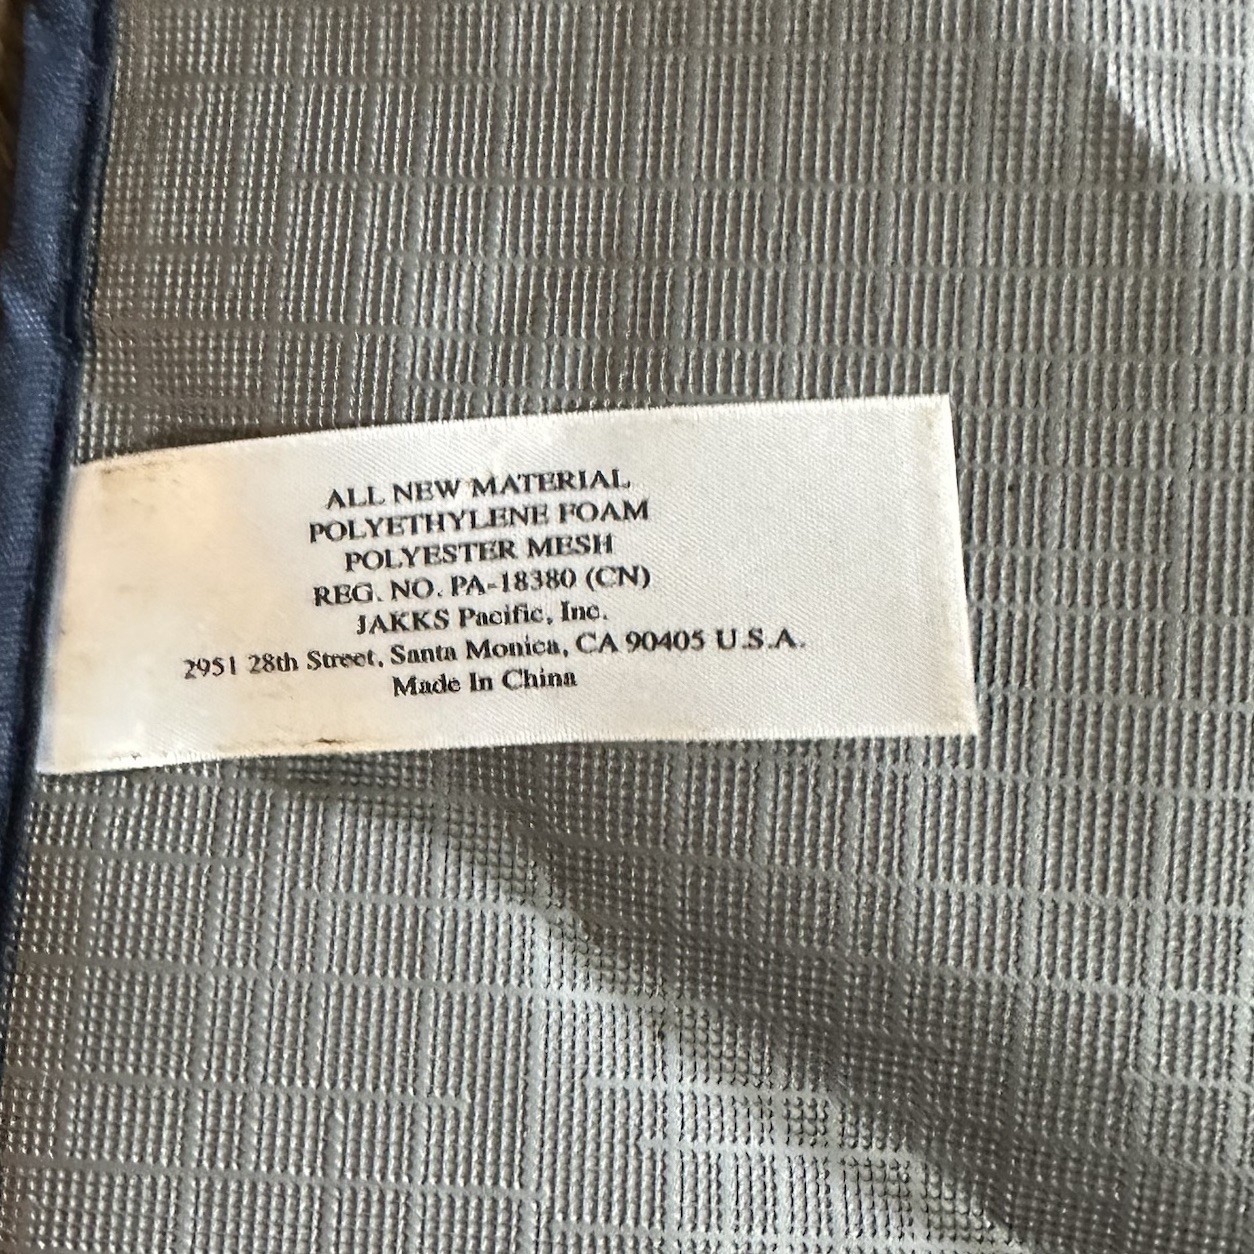 ALL NEW MATERIAL
POLYETHYLENE FOAM
POLYESTER MESH
REG. NO. PA-18380 (CN)
JAKKS Pacific, Inc.
2951 28th Street, Santa Monica, CA 90405 U.S.A.
Made In China